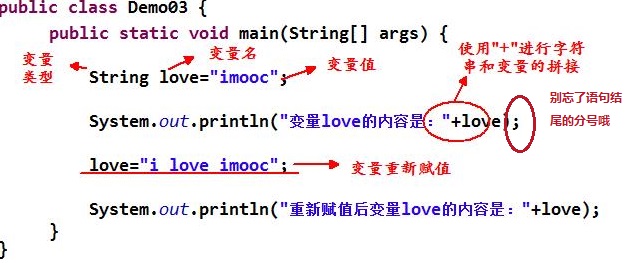 public class Demo03 {
public static void main(String[] args) {
变量
类型
变量名
String love="imooc";
变量值
使用"+"进行字符
串和变量的拼接
System.out.println("变量love的内容是："+love);
别忘了语句结
尾的分号哦
love="i love imooc";
变量重新赋值
System.out.println("重新赋值后变量love的内容是："+love);
}
}